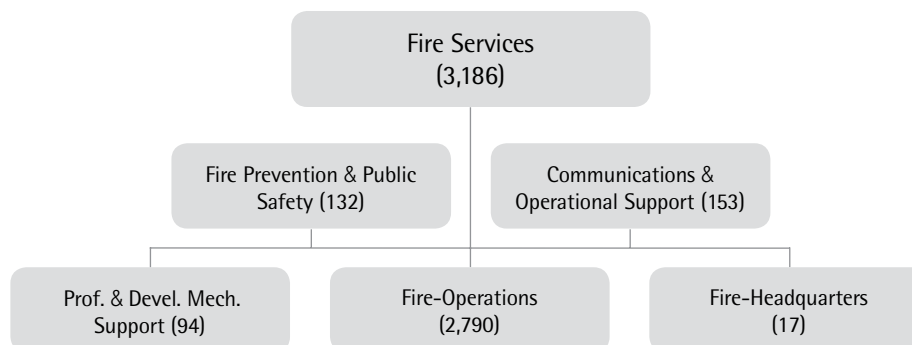 Fire Services
(3,186)
Fire Prevention & Public
Safety (132)
Communications &
Operational Support (153)
Prof. & Devel. Mech.
Support (94)
Fire-Operations
(2,790)
Fire-Headquarters
(17)